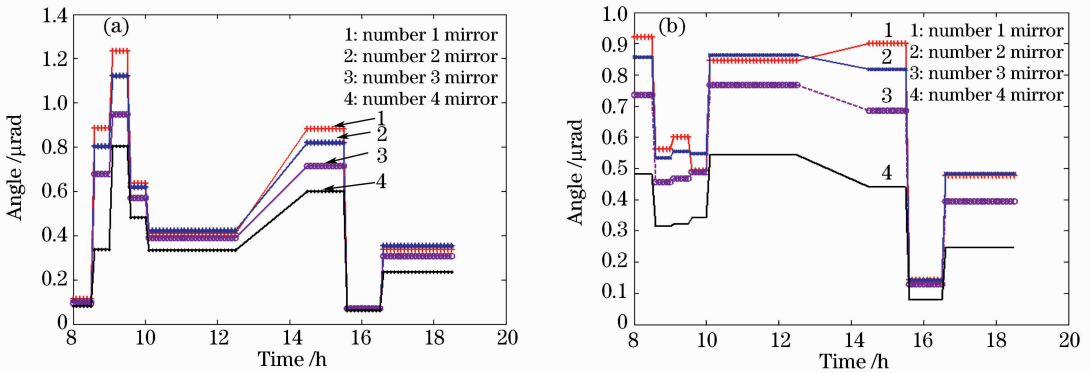 (a)
1.4
1.2
1.0
0.8
0.6
0.4
0.2
0
Angle /μrad
8
10
12
14
16
18
20
Time /h
1: number 1 mirror
2: number 2 mirror
3: number 3 mirror
4: number 4 mirror
1
2
3
4
(b)
1.0
0.9
0.8
0.7
0.6
0.5
0.4
0.3
0.2
0.1
0
Angle /μrad
8
10
12
14
16
18
20
Time /h
1: number 1 mirror
2: number 2 mirror
3: number 3 mirror
4: number 4 mirror
1
2
3
4